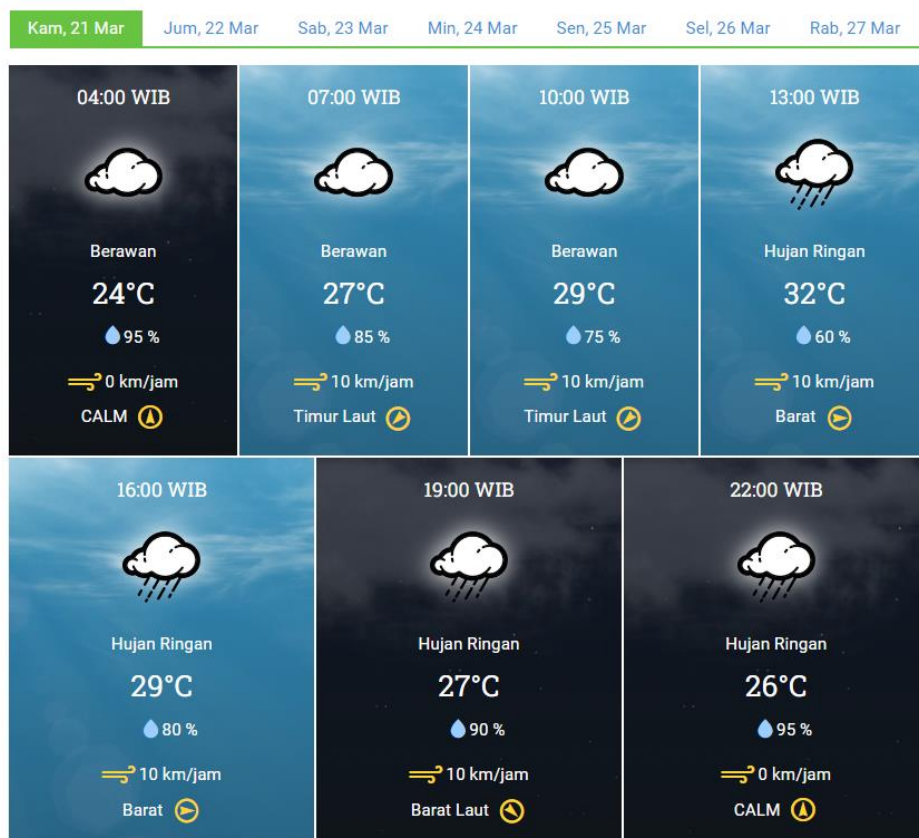 Kam, 21 Mar Jum, 22 Mar Sab, 23 Mar Min, 24 Mar Sen, 25 Mar Sel, 26 Mar Rab, 27 Mar
04:00 WIB
Berawan
24°C
95 %
0 km/jam
CALM
07:00 WIB
Berawan
27°C
85 %
10 km/jam
Timur Laut
10:00 WIB
Berawan
29°C
75 %
10 km/jam
Timur Laut
13:00 WIB
Hujan Ringan
32°C
60 %
10 km/jam
Barat
16:00 WIB
Hujan Ringan
29°C
80 %
10 km/jam
Barat
19:00 WIB
Hujan Ringan
27°C
90 %
10 km/jam
Barat Laut
22:00 WIB
Hujan Ringan
26°C
95 %
0 km/jam
CALM